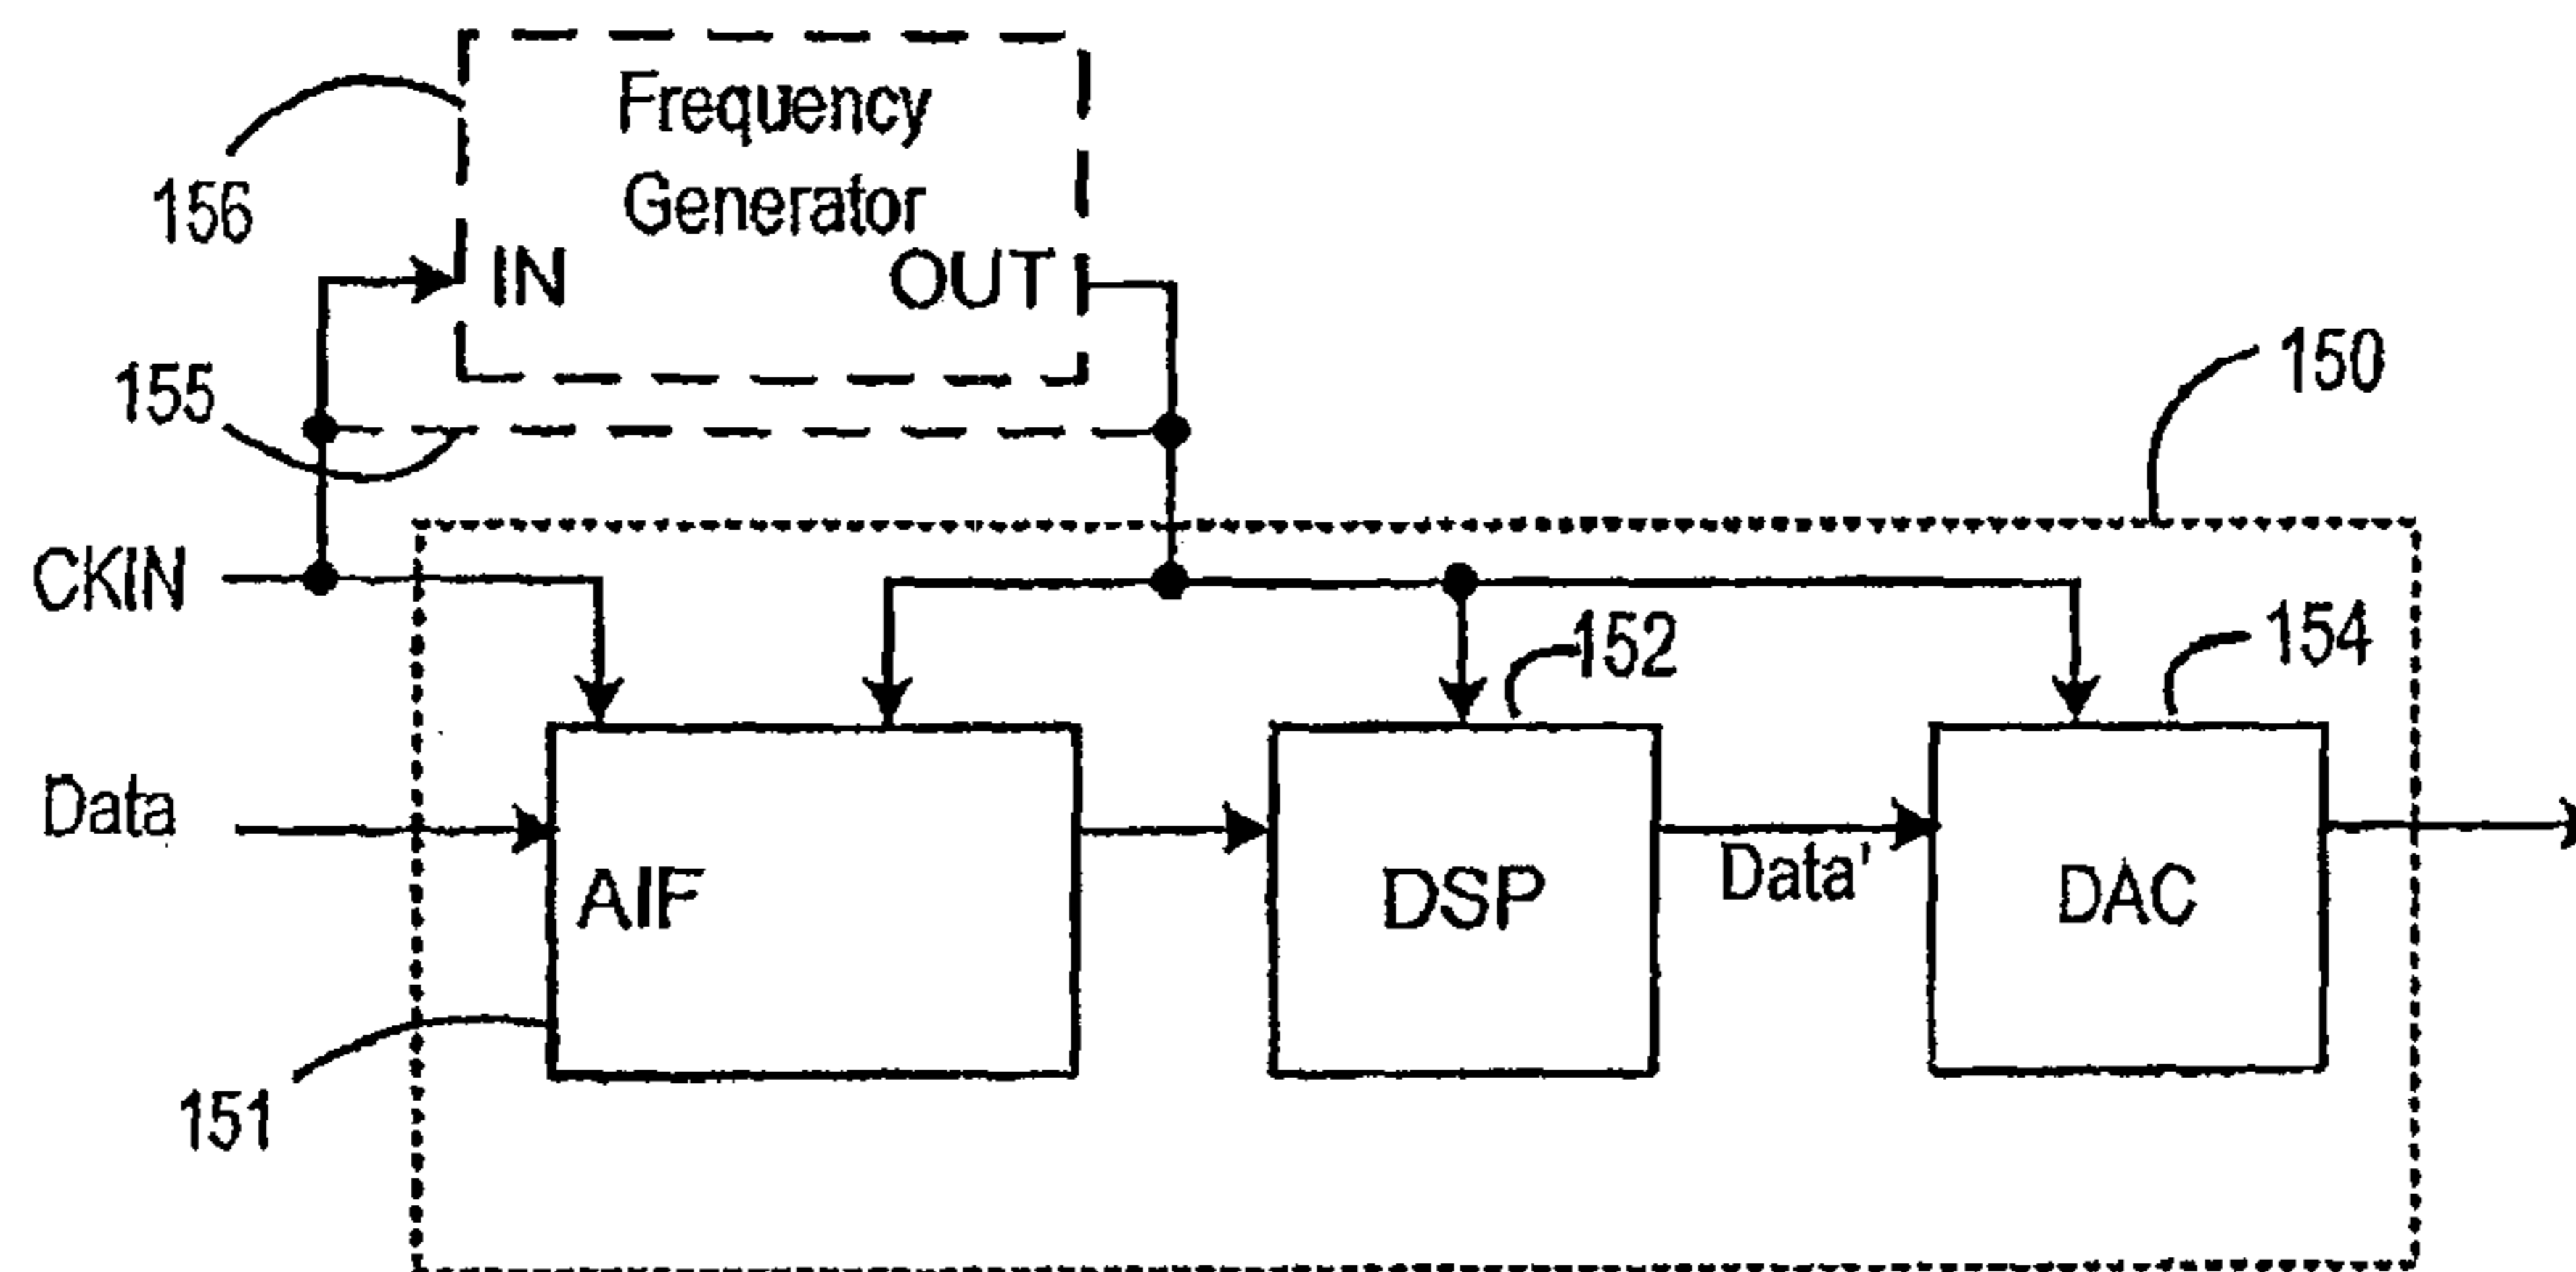 Frequency
Generator
156
IN
OUT
155
150
CKIN
152
154
Data
AIF
DSP
Data'
DAC
151